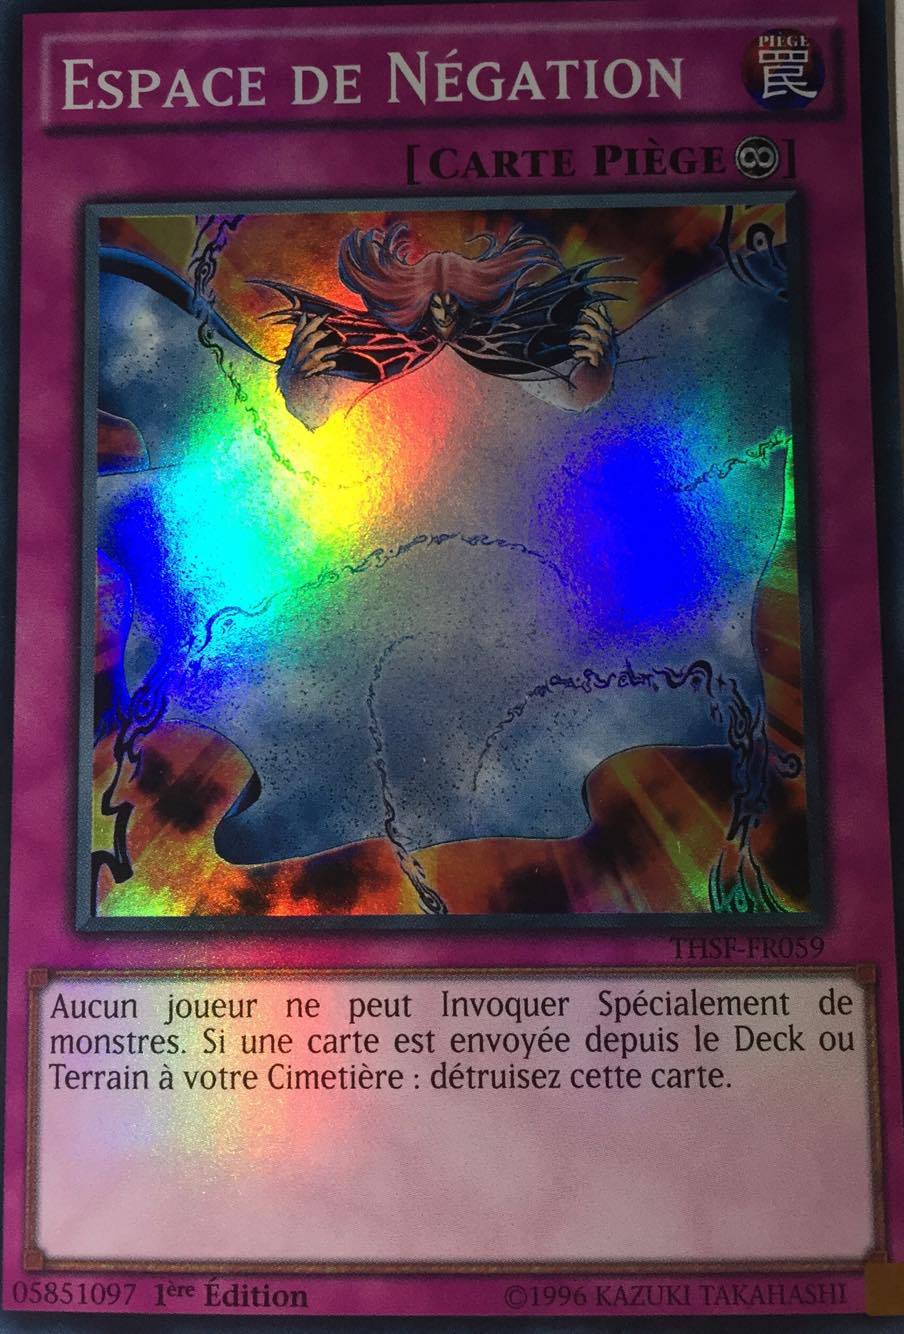 Espace de Négation
PIÈGE
罠
[Carte Piège]
THSF-FR059
Aucun joueur ne peut Invoquer Spécialement de
monstres. Si une carte est envoyée depuis le Deck ou
Terrain à votre Cimetière : détruisez cette carte.
05851097 1ère Édition ©1996 KAZUKI TAKAHASHI